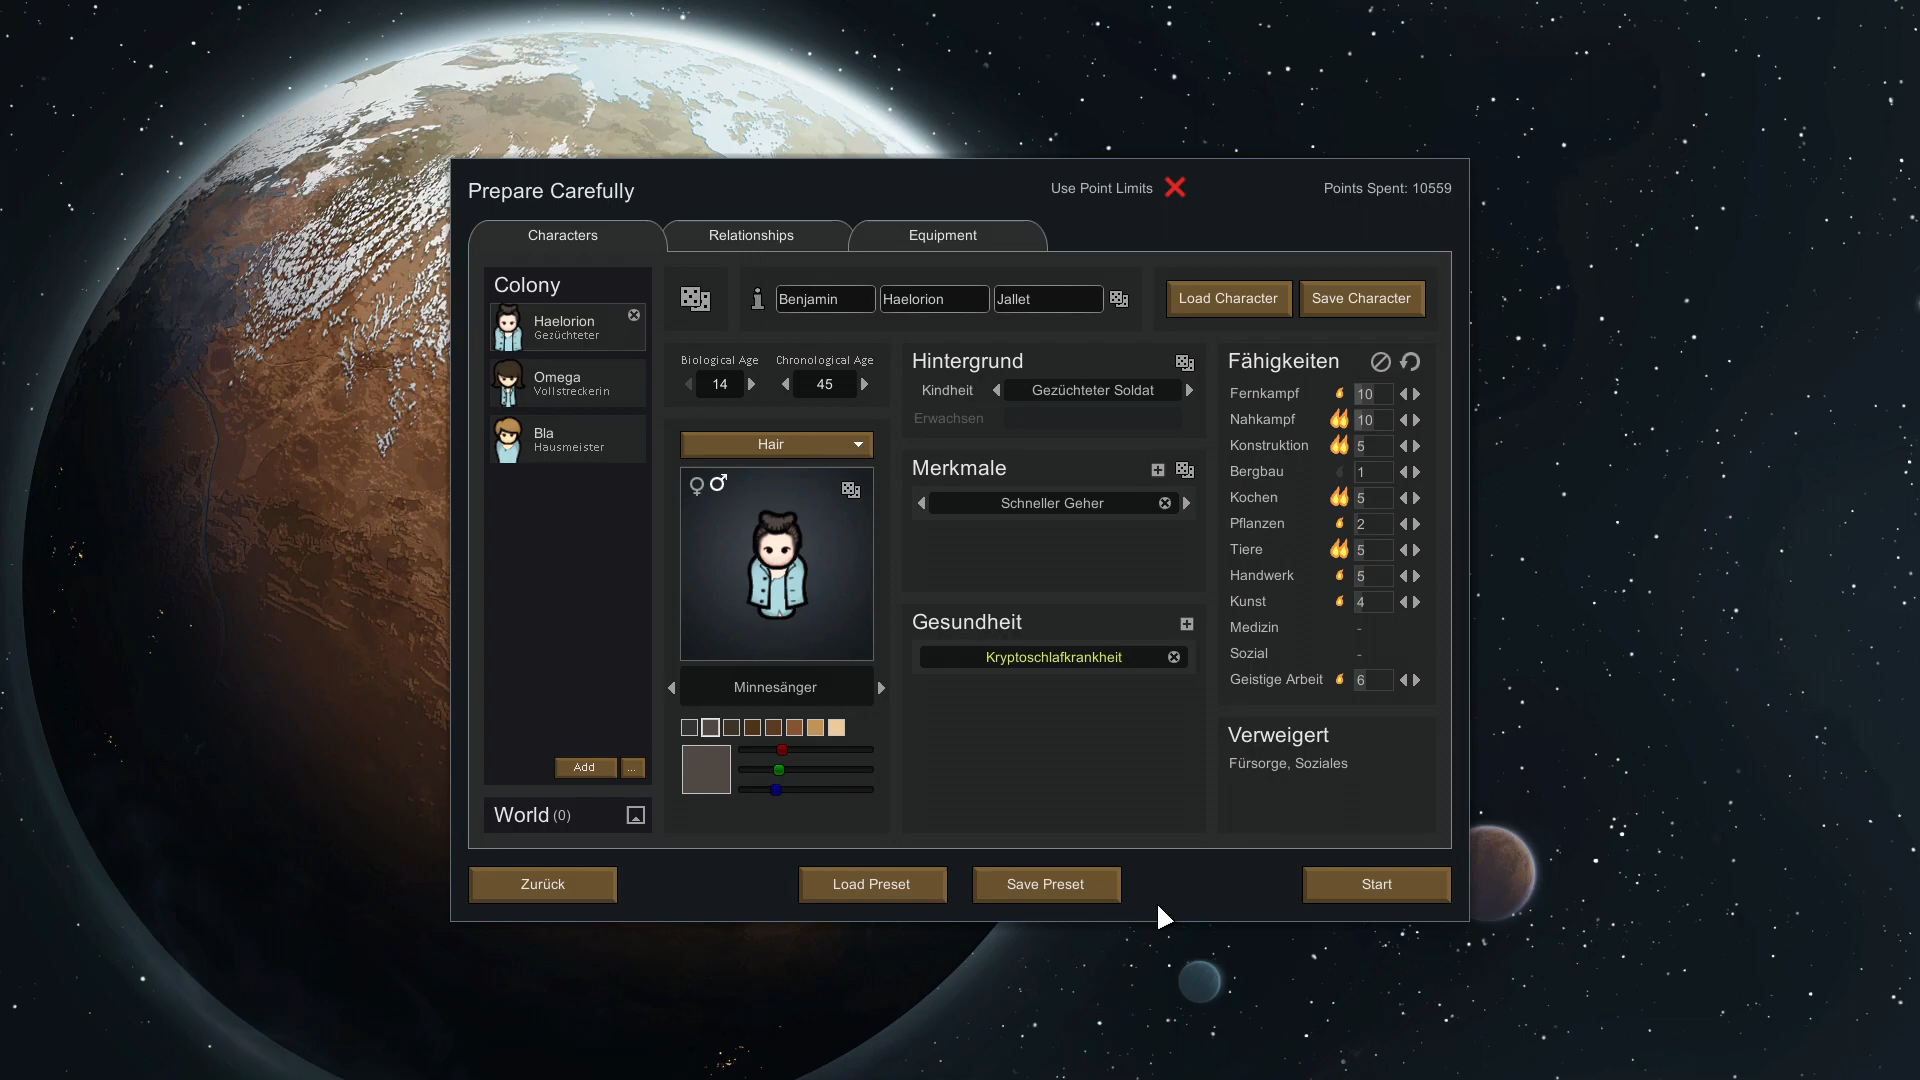 Prepare Carefully
Use Point Limits
Points Spent: 10559
Characters
Relationships
Equipment
Colony
Haelorion
Gezüchteter
Omega
Vollstreckerin
Bla
Hausmeister
Add
...
World (0)
Benjamin
Haelorion
Jallet
Load Character
Save Character
Biological Age
Chronological Age
14
45
Hair
Minnesänger
Hintergrund
Kindheit
Gezüchteter Soldat
Erwachsen
Merkmale
Schneller Geher
Gesundheit
Kryptoschlafkrankheit
Fähigkeiten
Fernkampf 10
Nahkampf 10
Konstruktion 5
Bergbau 1
Kochen 5
Pflanzen 2
Tiere 5
Handwerk 5
Kunst 4
Medizin -
Sozial -
Geistige Arbeit 6
Verweigert
Fürsorge, Soziales
Zurück
Load Preset
Save Preset
Start